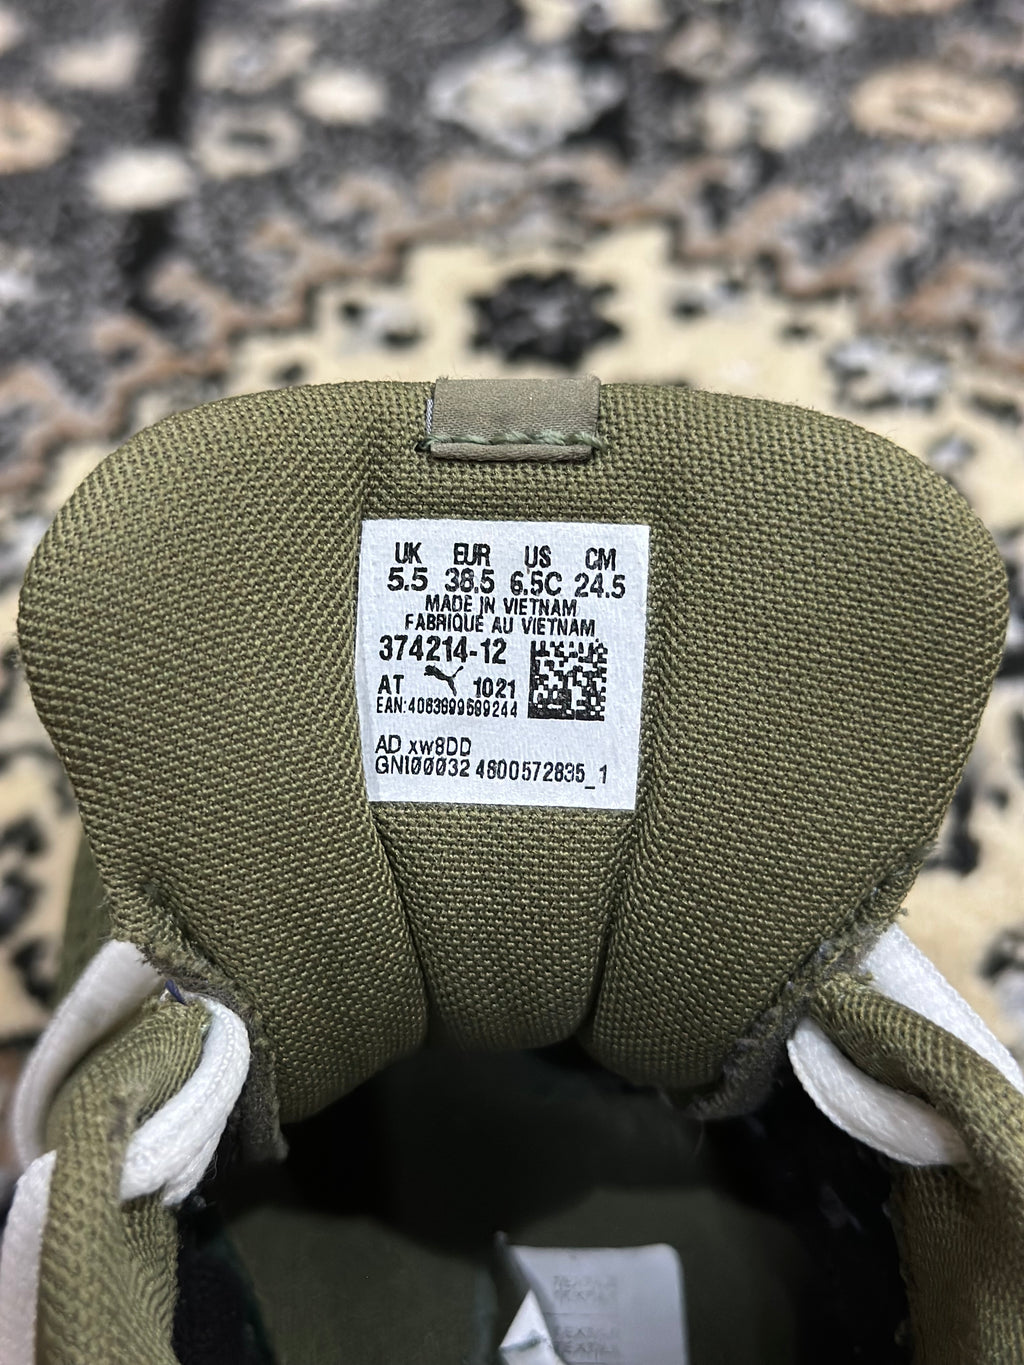 UK EUR US CM
5.5 38.5 6.5C 24.5
MADE IN VIETNAM
FABRIQUÉ AU VIETNAM
374214-12
AT 1021
EAN:4063699689244
AD xw8DD
GNI00032 4600572835_1